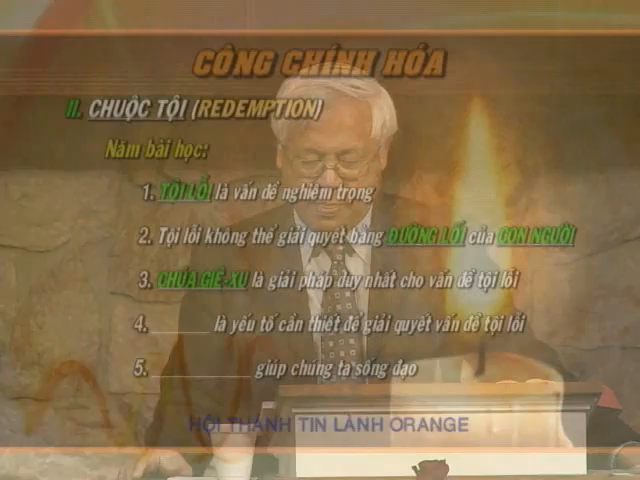 CÔNG CHÍNH HÓA
II. CHUỘC TỘI (REDEMPTION)
Năm bài học:
1. TỘI LỖI là vấn đề nghiêm trọng
2. Tội lỗi không thể giải quyết bằng ĐƯỜNG LỐI của CON NGƯỜI
3. CHÚA GIÊ-XU là giải pháp duy nhất cho vấn đề tội lỗi
4. ________ là yếu tố cần thiết để giải quyết vấn đề tội lỗi
5. _____________ giúp chúng ta sống đạo
HỘI THÁNH TIN LÀNH ORANGE